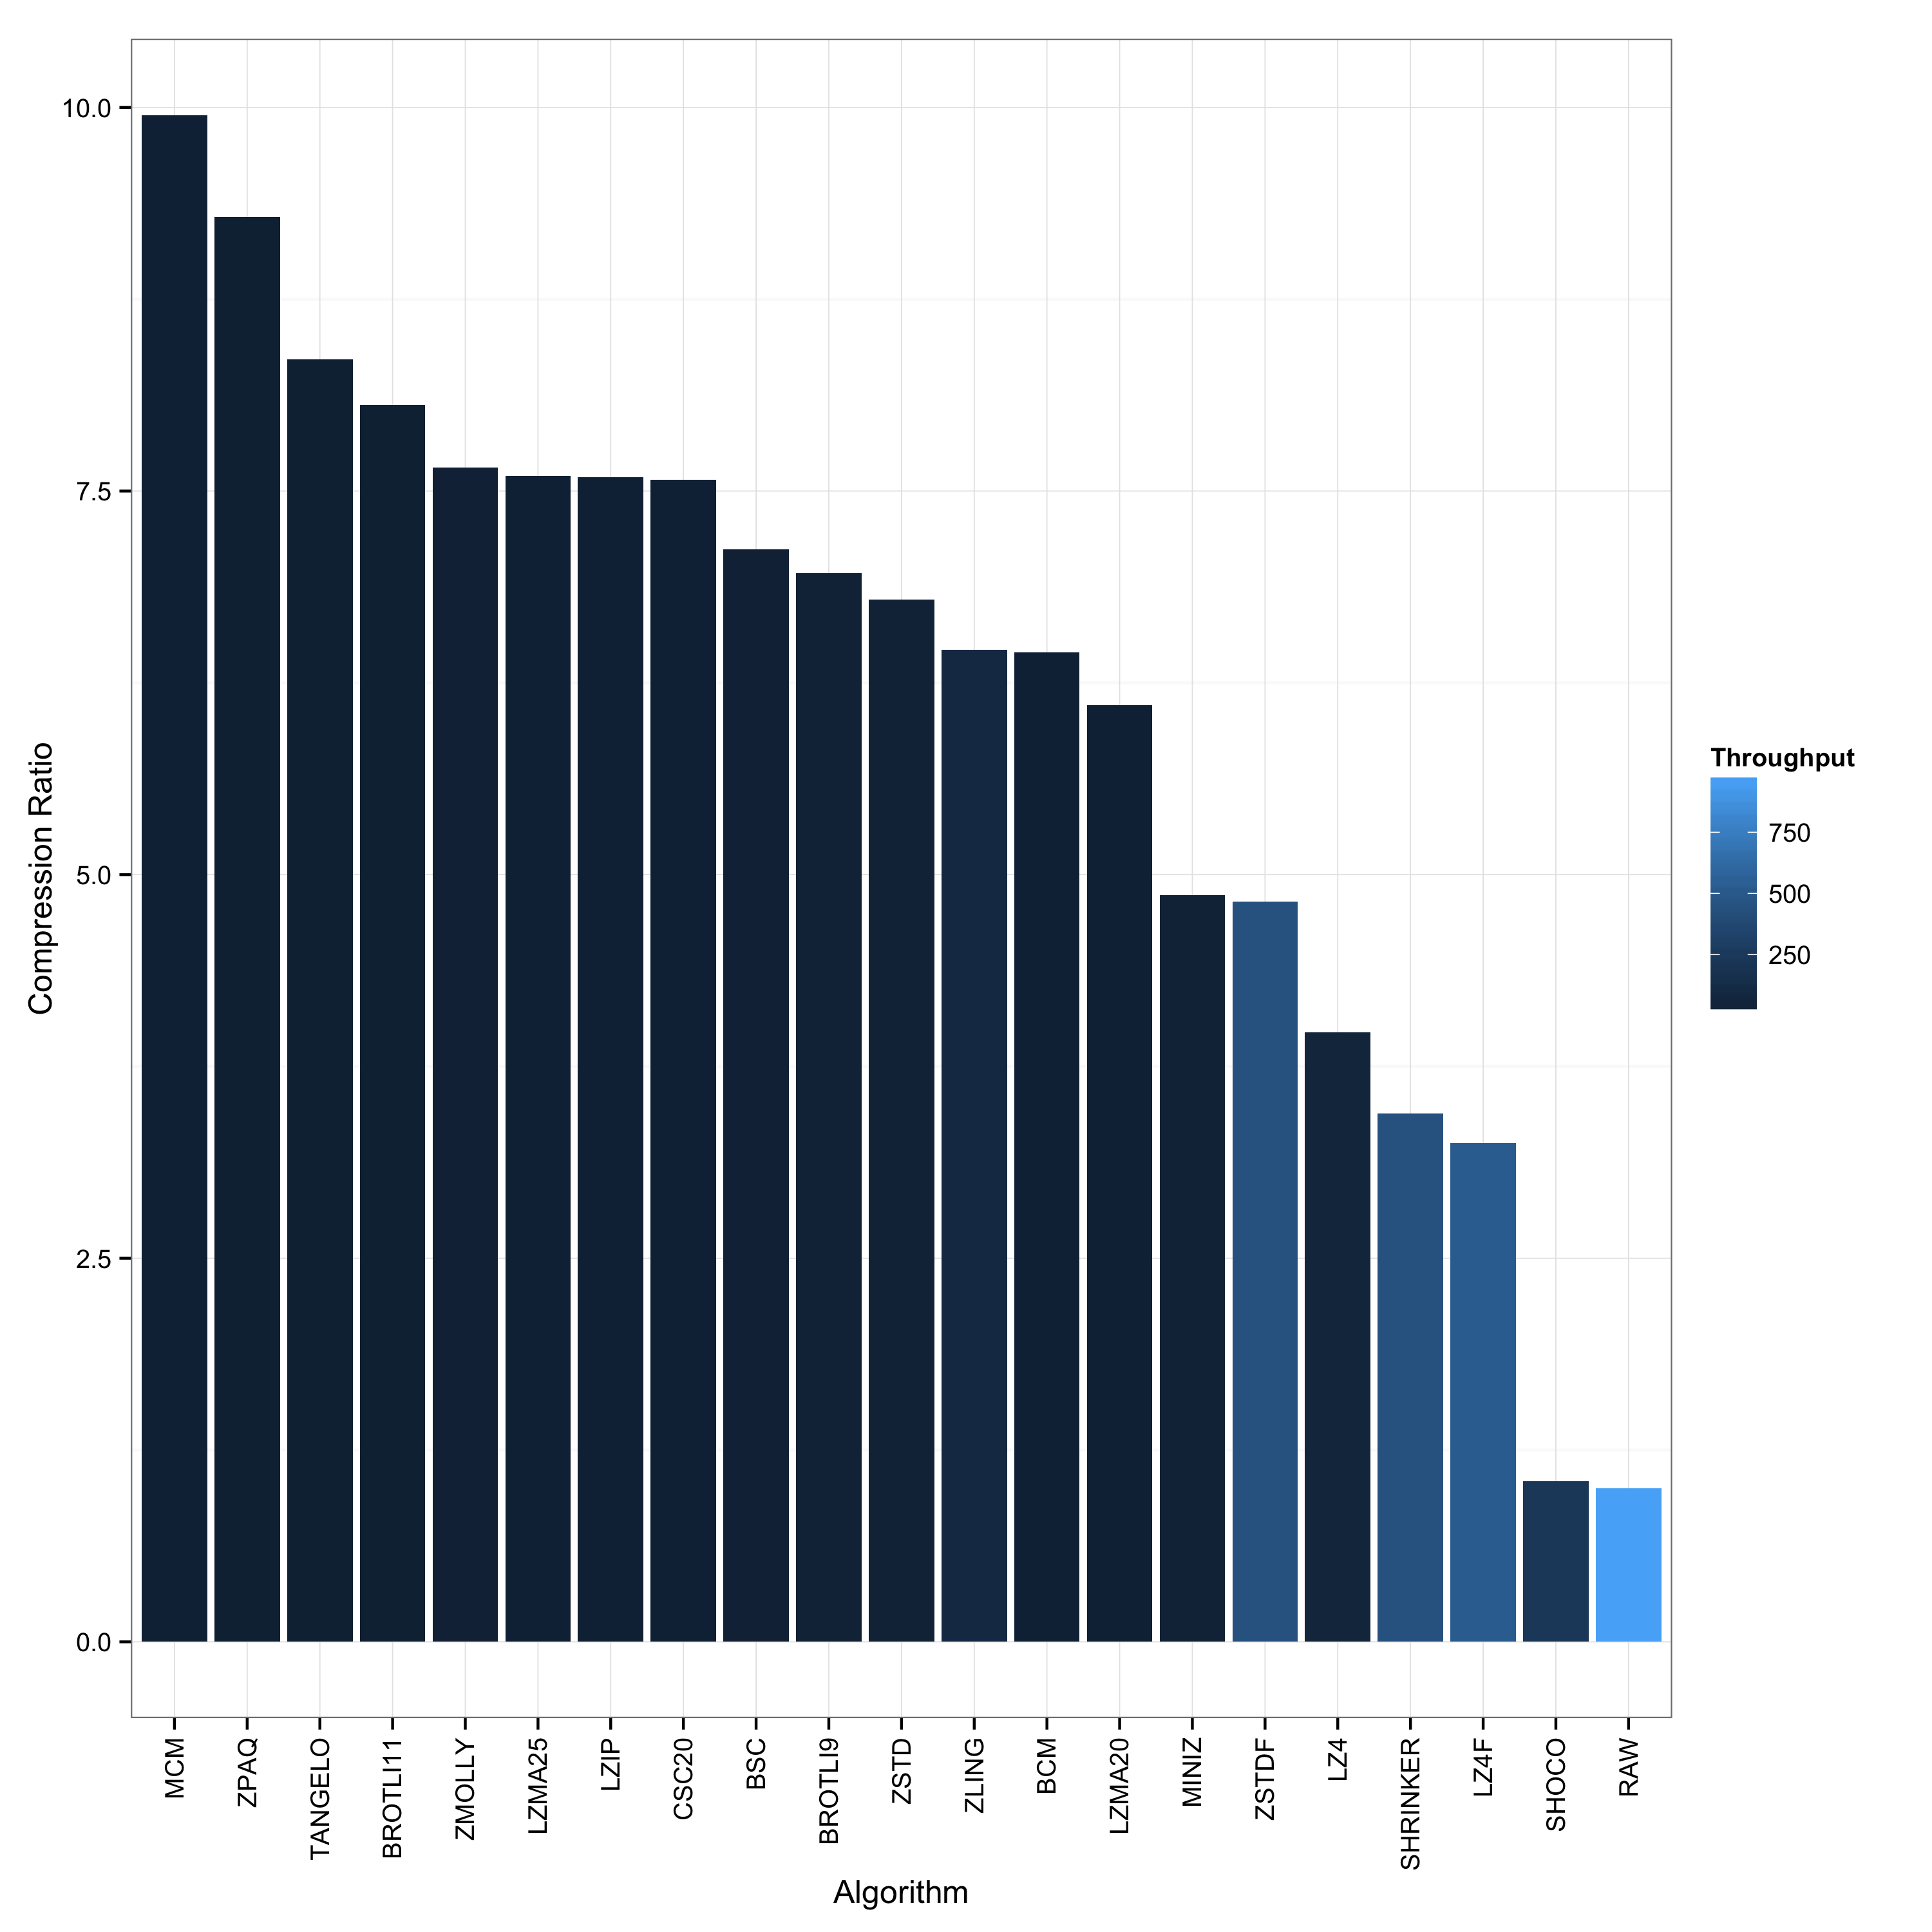 10.0
7.5
5.0
2.5
0.0
Compression Ratio
MCM
ZPAQ
TANGELO
BROTLI11
ZMOLLY
LZMA25
LZIP
CSC20
BSC
BROTLI9
ZSTD
ZLING
BCM
LZMA20
MINIZ
ZSTDF
LZ4
SHRINKER
LZ4F
SHOCO
RAW
Algorithm
Throughput
750
500
250